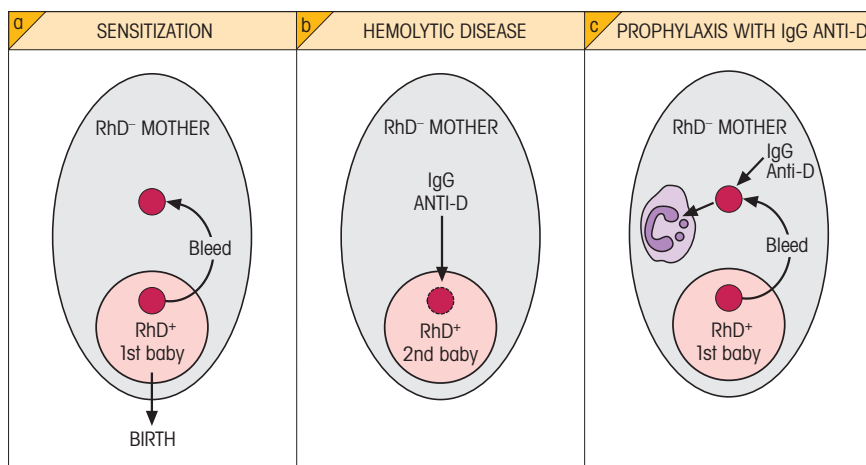 a SENSITIZATION
RhD⁻ MOTHER
Bleed
RhD⁺
1st baby
BIRTH
b HEMOLYTIC DISEASE
RhD⁻ MOTHER
IgG
ANTI-D
RhD⁺
2nd baby
c PROPHYLAXIS WITH IgG ANTI-D
RhD⁻ MOTHER
IgG
Anti-D
Bleed
RhD⁺
1st baby